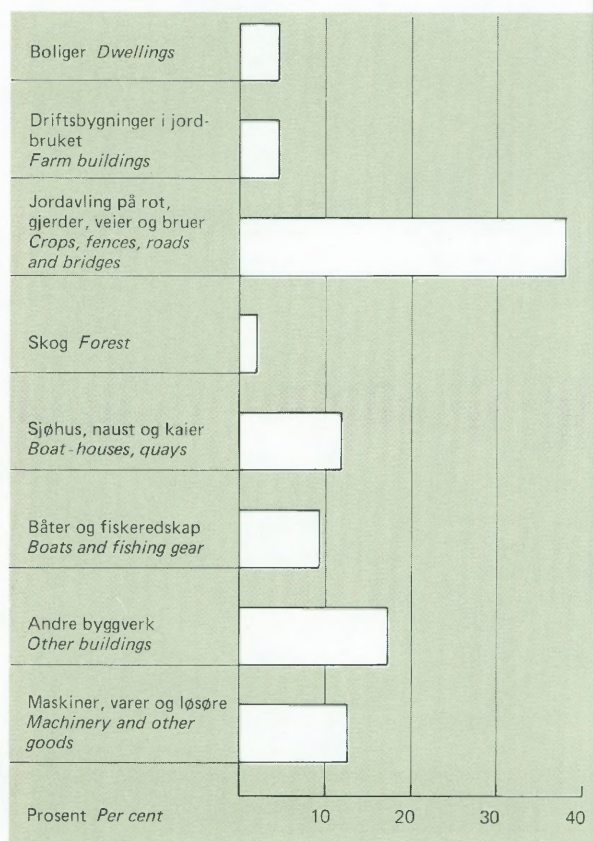 Boliger Dwellings
Driftsbygninger i jord-
bruket
Farm buildings
Jordavling på rot,
gjerder, veier og bruer
Crops, fences, roads
and bridges
Skog Forest
Sjøhus, naust og kaier
Boat-houses, quays
Båter og fiskeredskap
Boats and fishing gear
Andre byggverk
Other buildings
Maskiner, varer og løsøre
Machinery and other
goods
Prosent Per cent 10 20 30 40